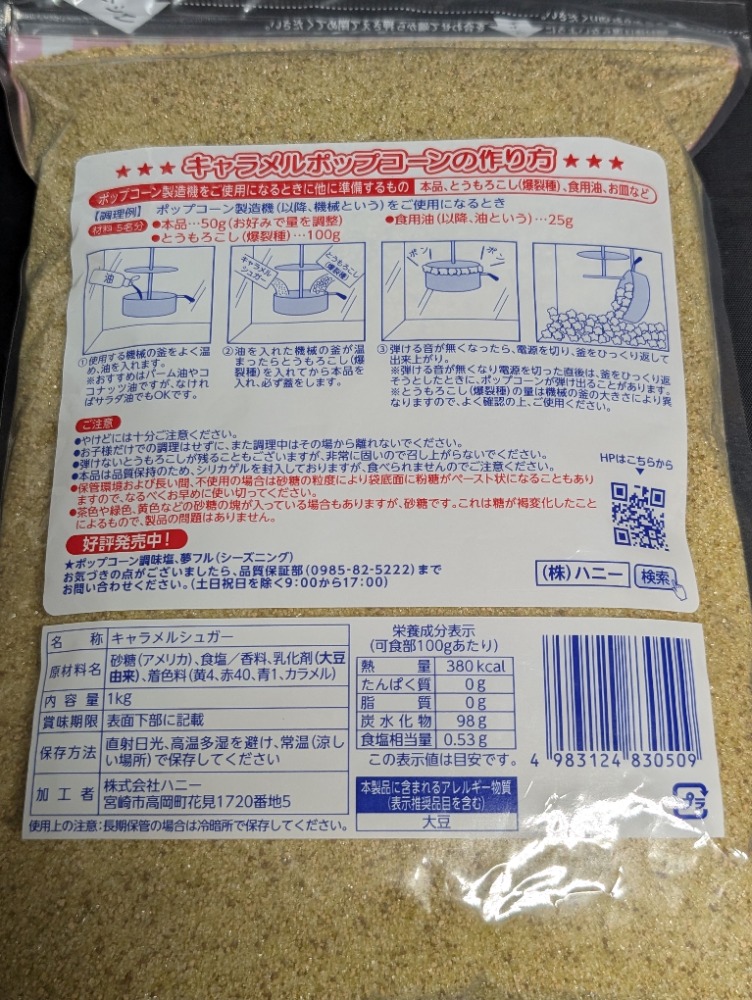 ★★★キャラメルポップコーンの作り方★★★
ポップコーン製造機をご使用になるときに他に準備するもの 本品、とうもろこし(爆裂種)、食用油、お皿など
【調理例】 ポップコーン製造機(以降、機械という)をご使用になるとき
材料 5名分 ●本品…50g(お好みで量を調整) ●食用油(以降、油という)…25g
●とうもろこし(爆裂種)…100g
油
キャラメル
シュガー
とうもろこし
(爆裂種)
ポン ポン
①使用する機械の釜をよく温
め、油を入れます。
※おすすめはパーム油やコ
コナッツ油ですが、なけれ
ばサラダ油でもOKです。
②油を入れた機械の釜が温
まったらとうもろこし(爆
裂種)を入れてから本品を
入れ、必ず蓋をします。
③弾ける音が無くなったら、電源を切り、釜をひっくり返して
出来上がり。
※弾ける音が無くなり電源を切った直後は、釜をひっくり返
そうとしたときに、ポップコーンが弾け出ることがあります。
※とうもろこし(爆裂種)の量は機械の釜の大きさにより異
なりますので、よく確認の上、ご使用ください。
ご注意
●やけどには十分ご注意ください。
●お子様だけでの調理はせずに、また調理中はその場から離れないでください。
●弾けないとうもろこしが残ることもございますが、非常に固いので召し上がらないでください。
●本品は品質保持のため、シリカゲルを封入しておりますが、食べられませんのでご注意ください。
●保管環境および長い間、不使用の場合は砂糖の粒度により袋底面に粉糖がペースト状になることもあり
ますので、なるべくお早めに使い切ってください。
●茶色や緑色、黄色などの砂糖の塊が入っている場合もありますが、砂糖です。これは糖が褐変化したこと
によるもので、製品の問題はありません。
HPはこちらから
▼
好評発売中!
★ポップコーン調味塩、夢フル(シーズニング)
お気づきの点がございましたら、品質保証部(0985-82-5222)まで
お問い合わせください。(土日祝日を除く9:00から17:00)
(株)ハニー 検索
名称 キャラメルシュガー
原材料名 砂糖(アメリカ)、食塩/香料、乳化剤(大豆
由来)、着色料(黄4、赤40、青1、カラメル)
内容量 1kg
賞味期限 表面下部に記載
保存方法 直射日光、高温多湿を避け、常温(涼し
い場所)で保存してください
加工者 株式会社ハニー
宮崎市高岡町花見1720番地5
使用上の注意:長期保管の場合は冷暗所で保存してください。
栄養成分表示
(可食部100gあたり)
熱量 380kcal
たんぱく質 0g
脂質 0g
炭水化物 98g
食塩相当量 0.53g
この表示値は目安です。
本製品に含まれるアレルギー物質
(表示推奨品目を含む)
大豆
4 983124 830509
プラ